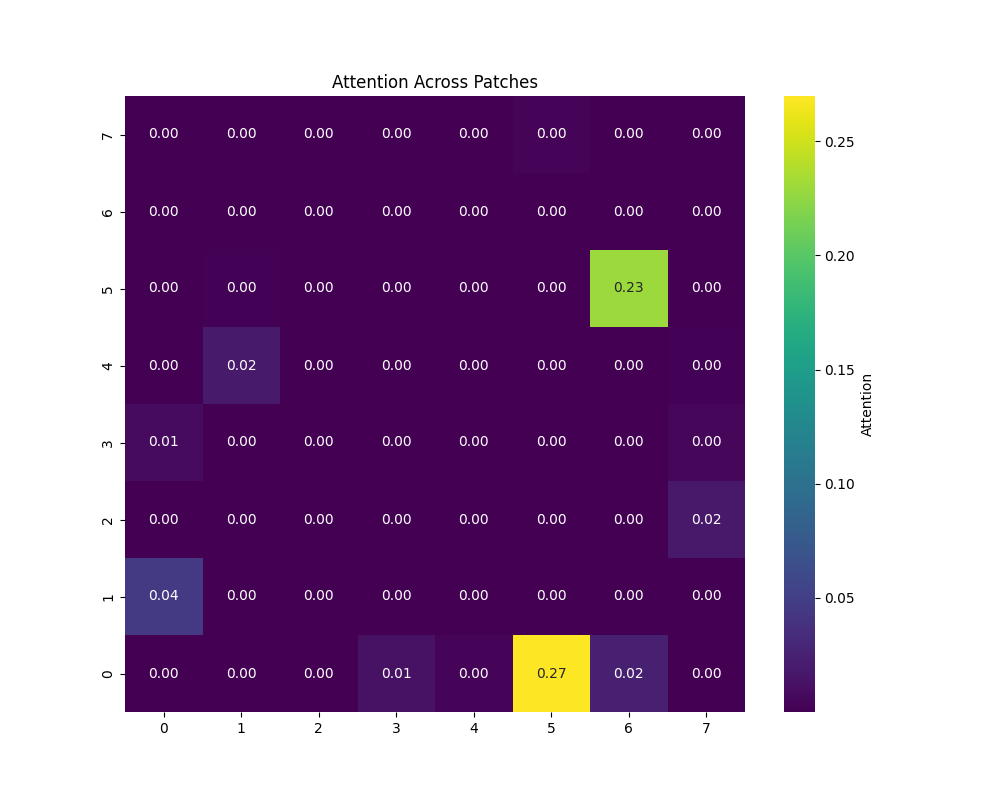 Attention Across Patches
7 0.00 0.00 0.00 0.00 0.00 0.00 0.00 0.00
6 0.00 0.00 0.00 0.00 0.00 0.00 0.00 0.00
5 0.00 0.00 0.00 0.00 0.00 0.00 0.23 0.00
4 0.00 0.02 0.00 0.00 0.00 0.00 0.00 0.00
3 0.01 0.00 0.00 0.00 0.00 0.00 0.00 0.00
2 0.00 0.00 0.00 0.00 0.00 0.00 0.00 0.02
1 0.04 0.00 0.00 0.00 0.00 0.00 0.00 0.00
0 0.00 0.00 0.00 0.01 0.00 0.27 0.02 0.00
0 1 2 3 4 5 6 7
0.25
0.20
0.15
0.10
0.05
Attention